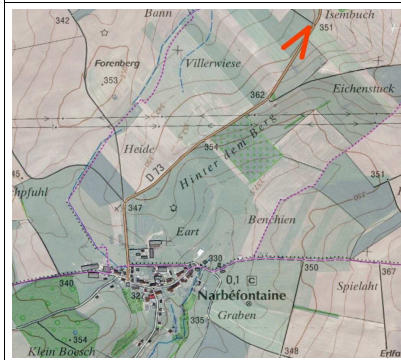 Isembuch
342
Bann
351
Villerwiese
Forenberg
353
362
Eichenstuck
Heide
354
Hinter dem Berg
D 73
351
347
Benchien
Eart
330
340
327
0,1 C
350
367
Narbéfontaine
Spielaht
Graben
335
354
Klein Boesch
348